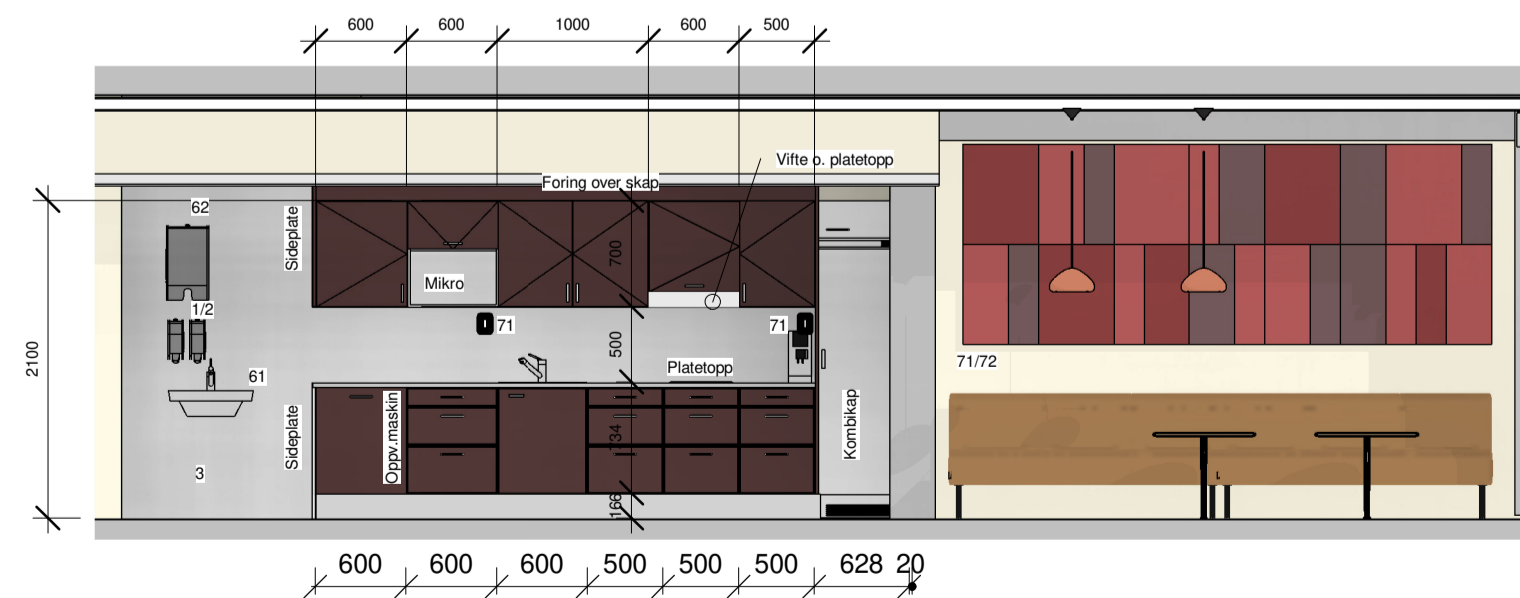 600 600 1000 600 500
Vifte o. platetopp
Foring over skap
62
Sideplate
700
Mikro
1/2
71
71
2100
500
Platetopp
71/72
61
Sideplate
Oppv.maskin
Kombikap
734
3
166
600 600 600 500 500 500 628 20